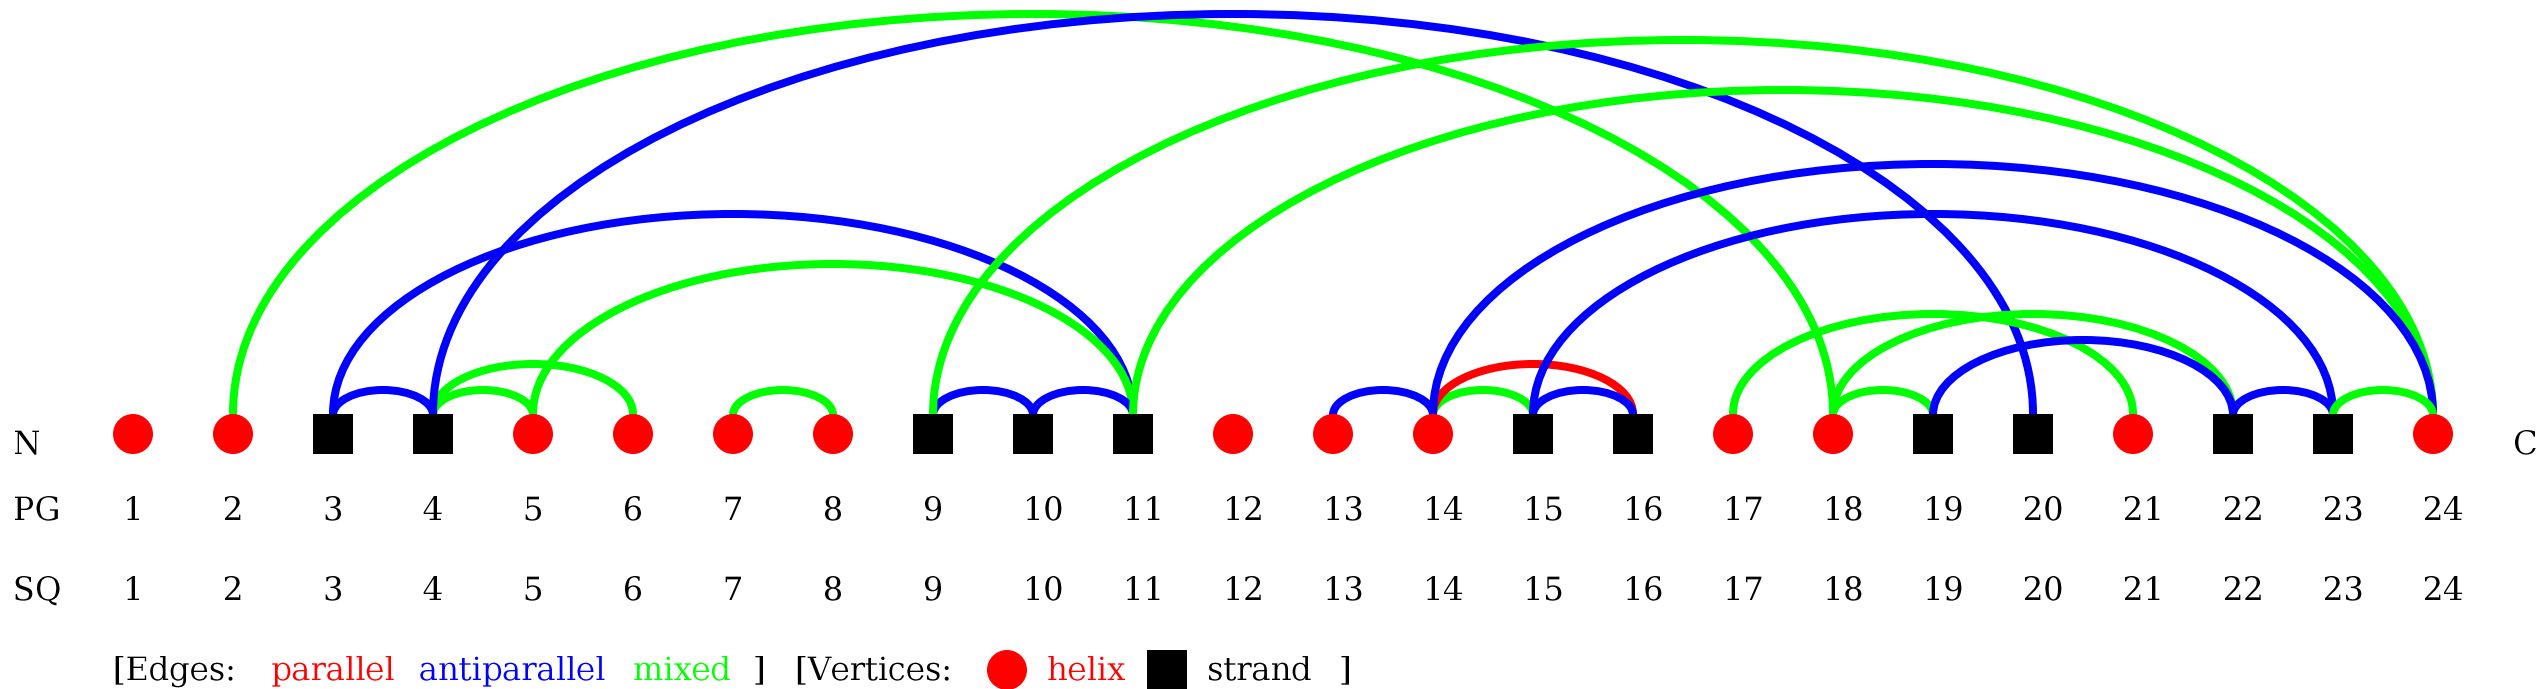 N C
PG 1 2 3 4 5 6 7 8 9 10 11 12 13 14 15 16 17 18 19 20 21 22 23 24
SQ 1 2 3 4 5 6 7 8 9 10 11 12 13 14 15 16 17 18 19 20 21 22 23 24
[Edges: parallel antiparallel mixed ] [Vertices: helix strand ]